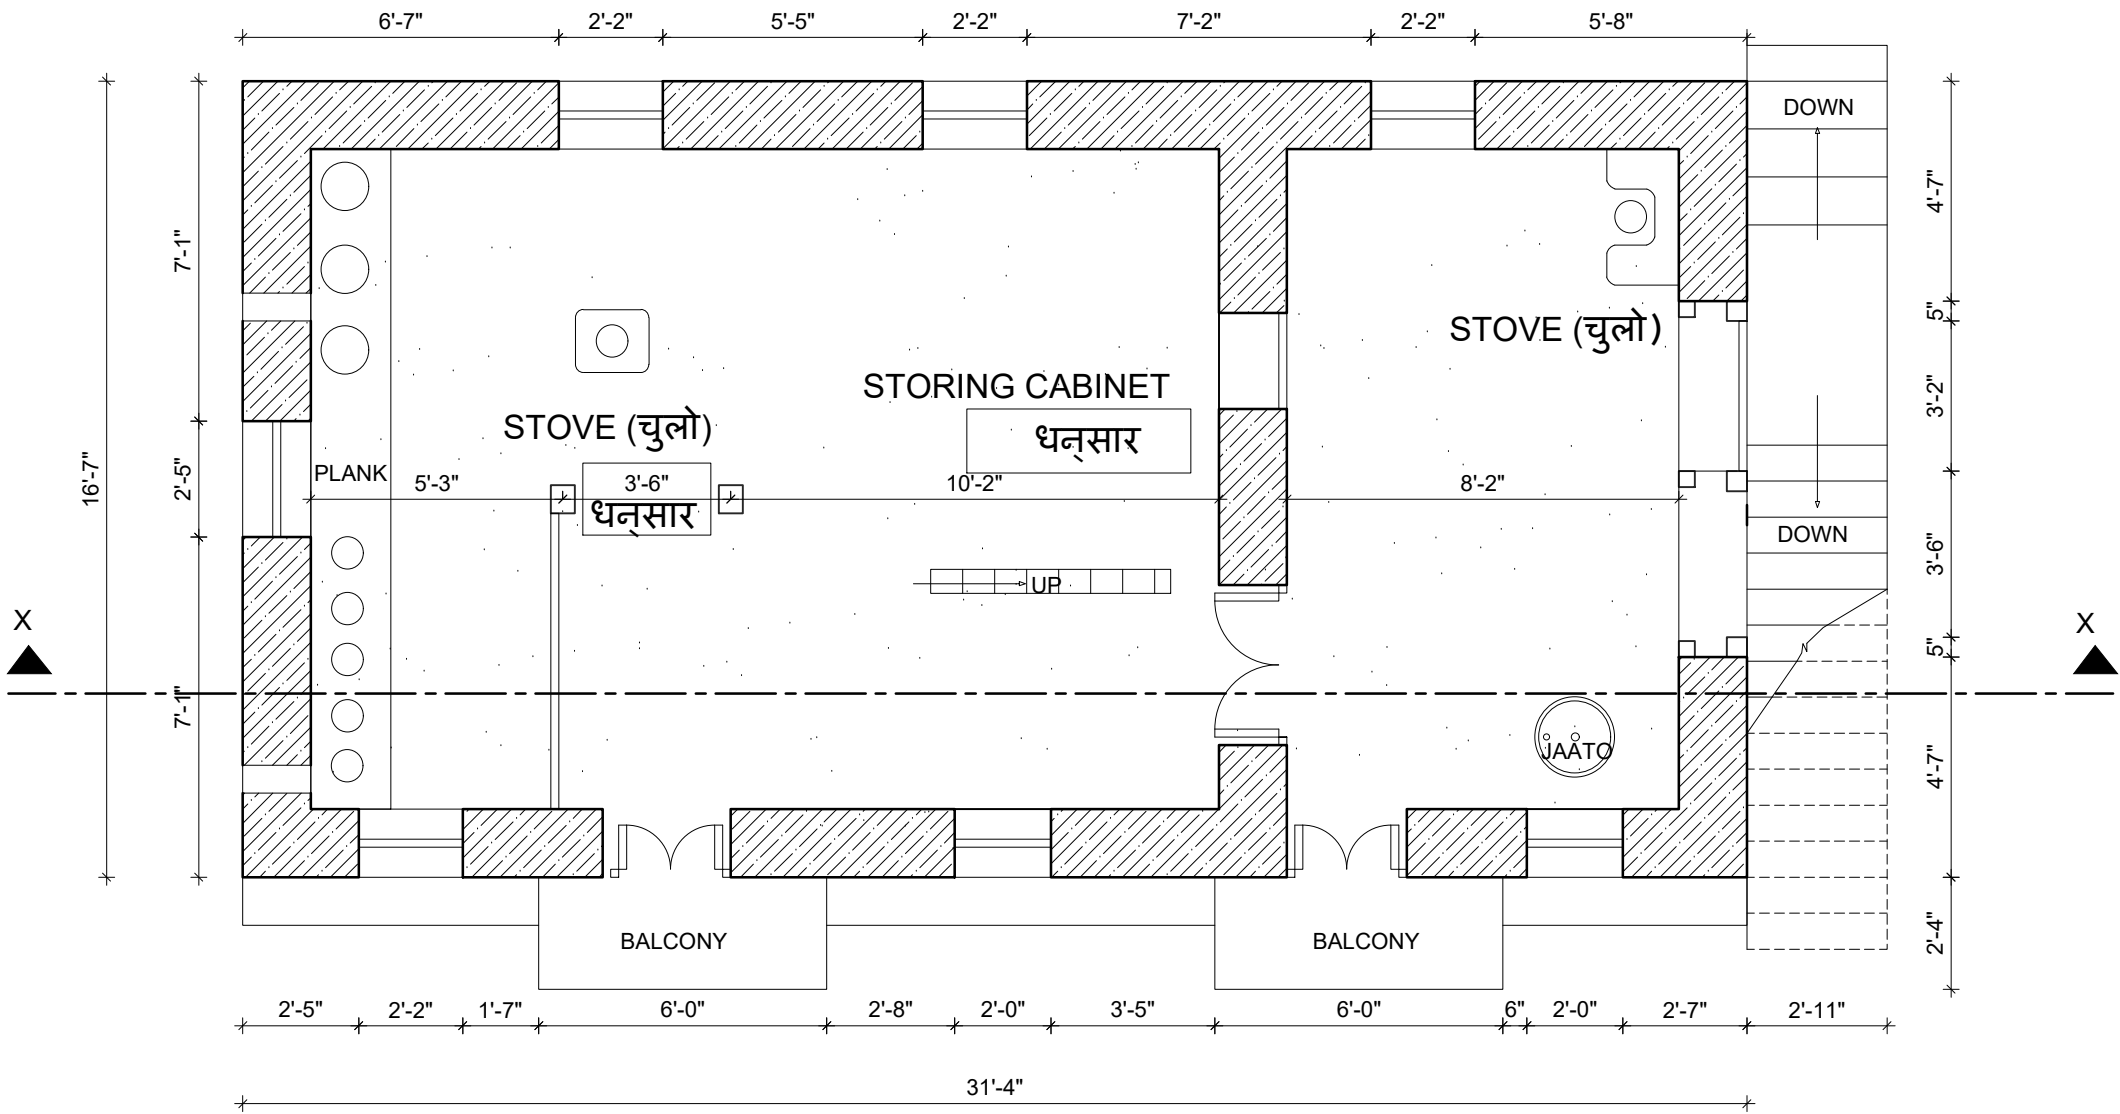 6'-7" 2'-2" 5'-5" 2'-2" 7'-2" 2'-2" 5'-8"
DOWN
4'-7"
7'-1"
5"
STOVE (चुलो)
STORING CABINET
3'-2"
STOVE (चुलो)
धन्सार
16'-7"
2'-5"
PLANK
5'-3" 3'-6" 10'-2" 8'-2"
धन्सार
DOWN
3'-6"
UP
X
X
5"
7'-1"
JAATO
4'-7"
BALCONY
BALCONY
2'-4"
2'-5" 2'-2" 1'-7" 6'-0" 2'-8" 2'-0" 3'-5" 6'-0" 6" 2'-0" 2'-7" 2'-11"
31'-4"